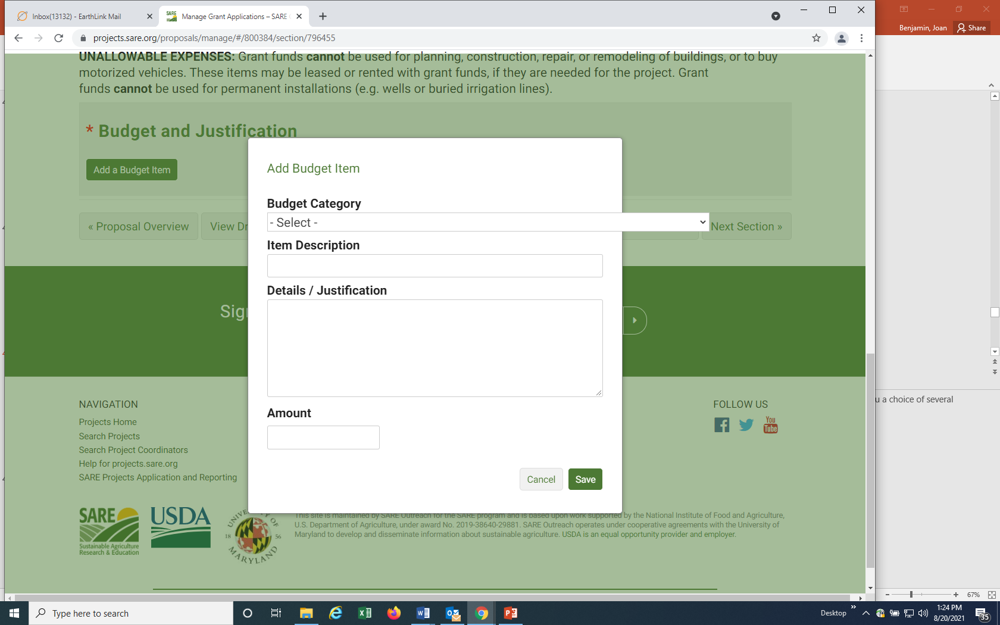 Inbox(13132) - EarthLink Mail
Manage Grant Applications – SARE
Benjamin, Joan
Share
projects.sare.org/proposals/manage/#/800384/section/796455
UNALLOWABLE EXPENSES: Grant funds cannot be used for planning, construction, repair, or remodeling of buildings, or to buy
motorized vehicles. These items may be leased or rented with grant funds, if they are needed for the project. Grant
funds cannot be used for permanent installations (e.g. wells or buried irrigation lines).
* Budget and Justification
Add a Budget Item
Add Budget Item
Budget Category
- Select -
« Proposal Overview
View Dr
Next Section »
Item Description
Details / Justification
Sign
Amount
Cancel
Save
NAVIGATION
Projects Home
Search Projects
Search Project Coordinators
Help for projects.sare.org
SARE Projects Application and Reporting
FOLLOW US
You
Tube
u a choice of several
SARE
Sustainable Agriculture
Research & Education
USDA
UNIVERSITY OF
18 56
MARYLAND
This site is maintained by SARE Outreach for the SARE program and is based upon work supported by the National Institute of Food and Agriculture,
U.S. Department of Agriculture, under award No. 2019-38640-29881. SARE Outreach operates under cooperative agreements with the University of
Maryland to develop and disseminate information about sustainable agriculture. USDA is an equal opportunity provider and employer.
67%
Type here to search
Desktop
1:24 PM
8/20/2021
35